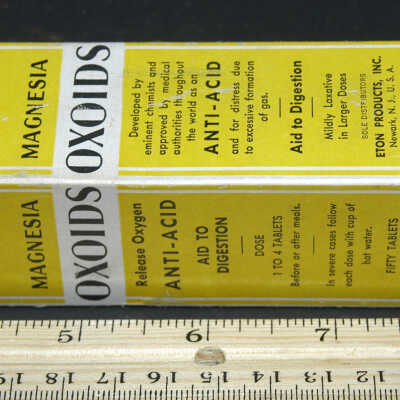 MAGNESIA
OXOIDS
Developed by
eminent chemists and
approved by medical
authorities throughout
the world as an
ANTI-ACID
and for distress due
to excessive formation
of gas.
Aid to Digestion
Mildly Laxative
in Larger Doses
SOLE DISTRIBUTORS
ETON PRODUCTS, INC.
Newark, N. J., U. S. A.
MAGNESIA
OXOIDS
Release Oxygen
ANTI-ACID
AID TO
DIGESTION
DOSE
1 TO 4 TABLETS
Before or after meals.
In severe cases follow
each dose with cup of
hot water.
FIFTY TABLETS
5 6 7
19 18 17 16 15 14 13 12